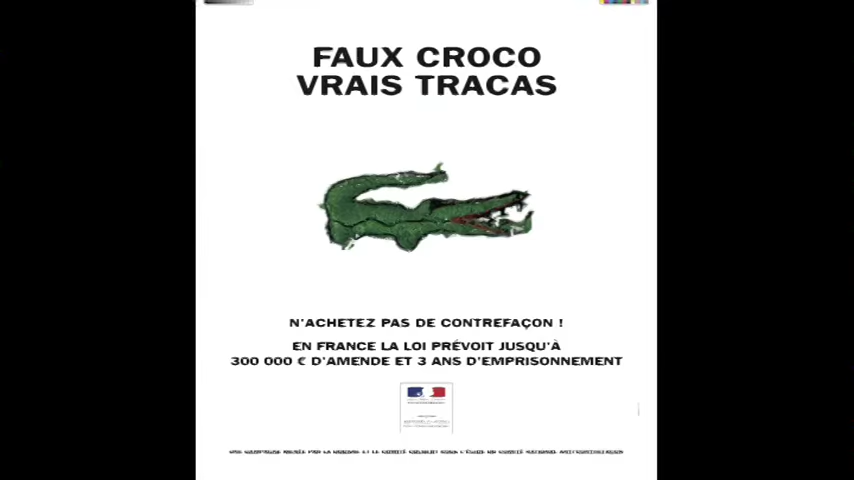 FAUX CROCO
VRAIS TRACAS
N'ACHETEZ PAS DE CONTREFAÇON !
EN FRANCE LA LOI PRÉVOIT JUSQU'À
300 000 € D'AMENDE ET 3 ANS D'EMPRISONNEMENT